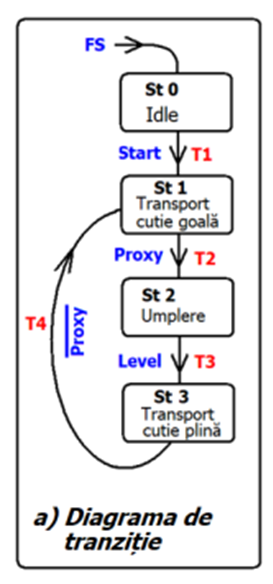 FS
St 0
Idle
Start T1
St 1
Transport
cutie goală
Proxy T2
St 2
Umplere
T4 Proxy
Level T3
St 3
Transport
cutie plină
a) Diagrama de
tranziție